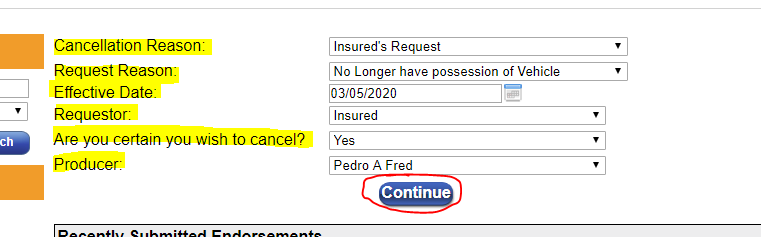 Cancellation Reason: Insured's Request
Request Reason: No Longer have possession of Vehicle
Effective Date: 03/05/2020
Requestor: Insured
ch Are you certain you wish to cancel? Yes
Producer: Pedro A Fred
Continue
Recently Submitted Endorsements